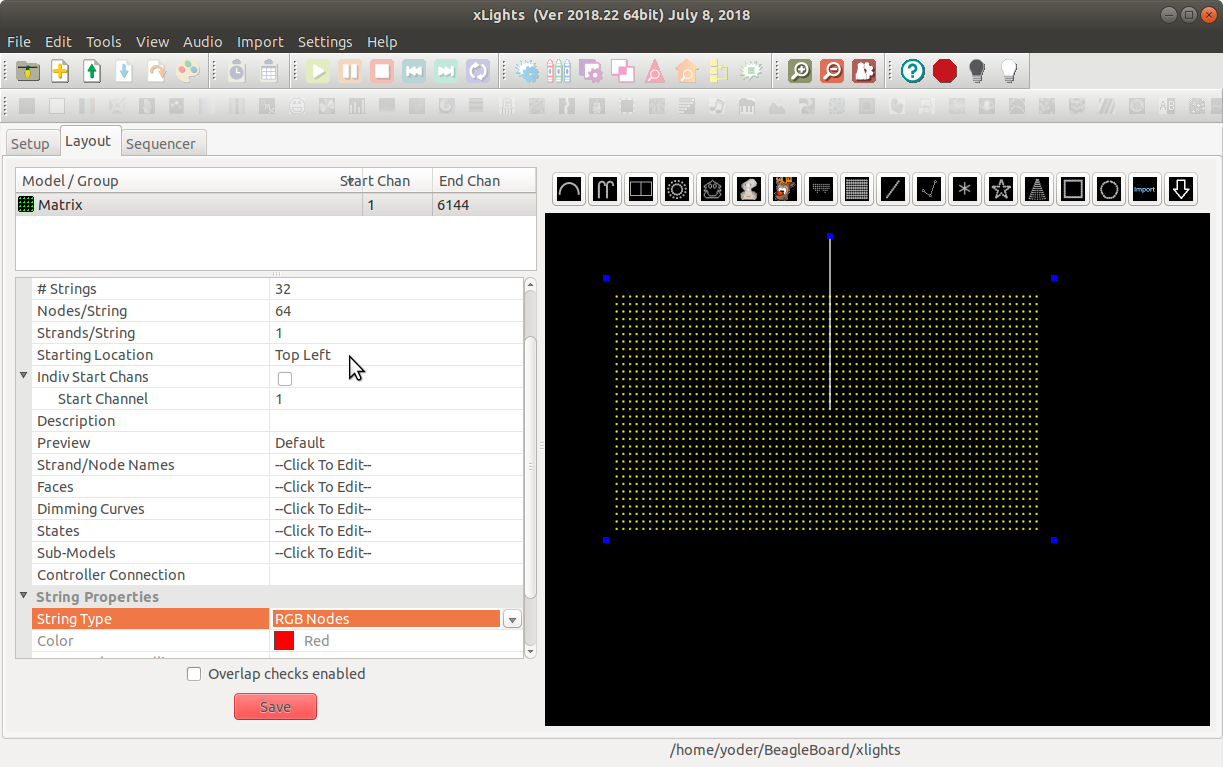 xLights (Ver 2018.22 64bit) July 8, 2018
File Edit Tools View Audio Import Settings Help
AB
Setup Layout Sequencer
Model / Group Start Chan End Chan
Matrix 1 6144
Import
# Strings 32
Nodes/String 64
Strands/String 1
Starting Location Top Left
Indiv Start Chans
Start Channel 1
Description
Preview Default
Strand/Node Names --Click To Edit--
Faces --Click To Edit--
Dimming Curves --Click To Edit--
States --Click To Edit--
Sub-Models --Click To Edit--
Controller Connection
String Properties
String Type RGB Nodes
Color Red
Overlap checks enabled
Save
/home/yoder/BeagleBoard/xlights